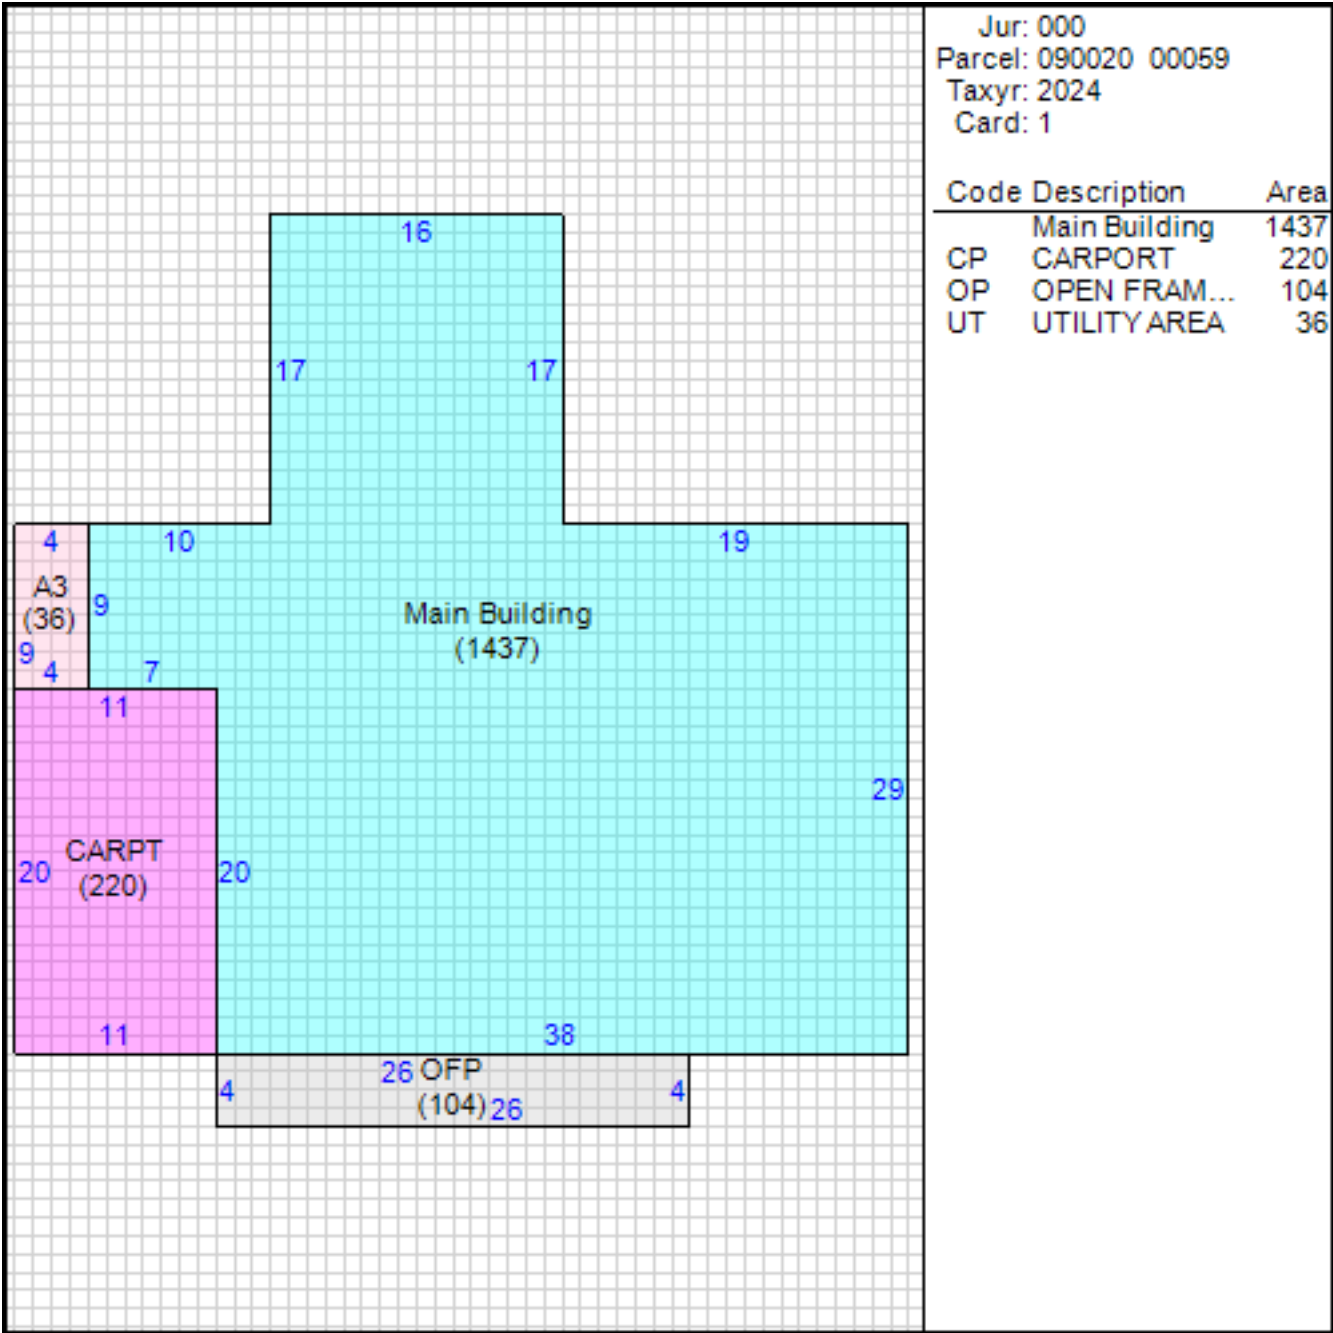 Jur: 000
Parcel: 090020 00059
Taxyr: 2024
Card: 1
Code Description Area
Main Building 1437
CP CARPORT 220
OP OPEN FRAM... 104
UT UTILITY AREA 36
16
17 17
4 10 19
A3
(36)
9
Main Building
(1437)
9
4 7
11
29
CARPT
(220)
20 20
11 38
26 OFP
4 4
(104) 26